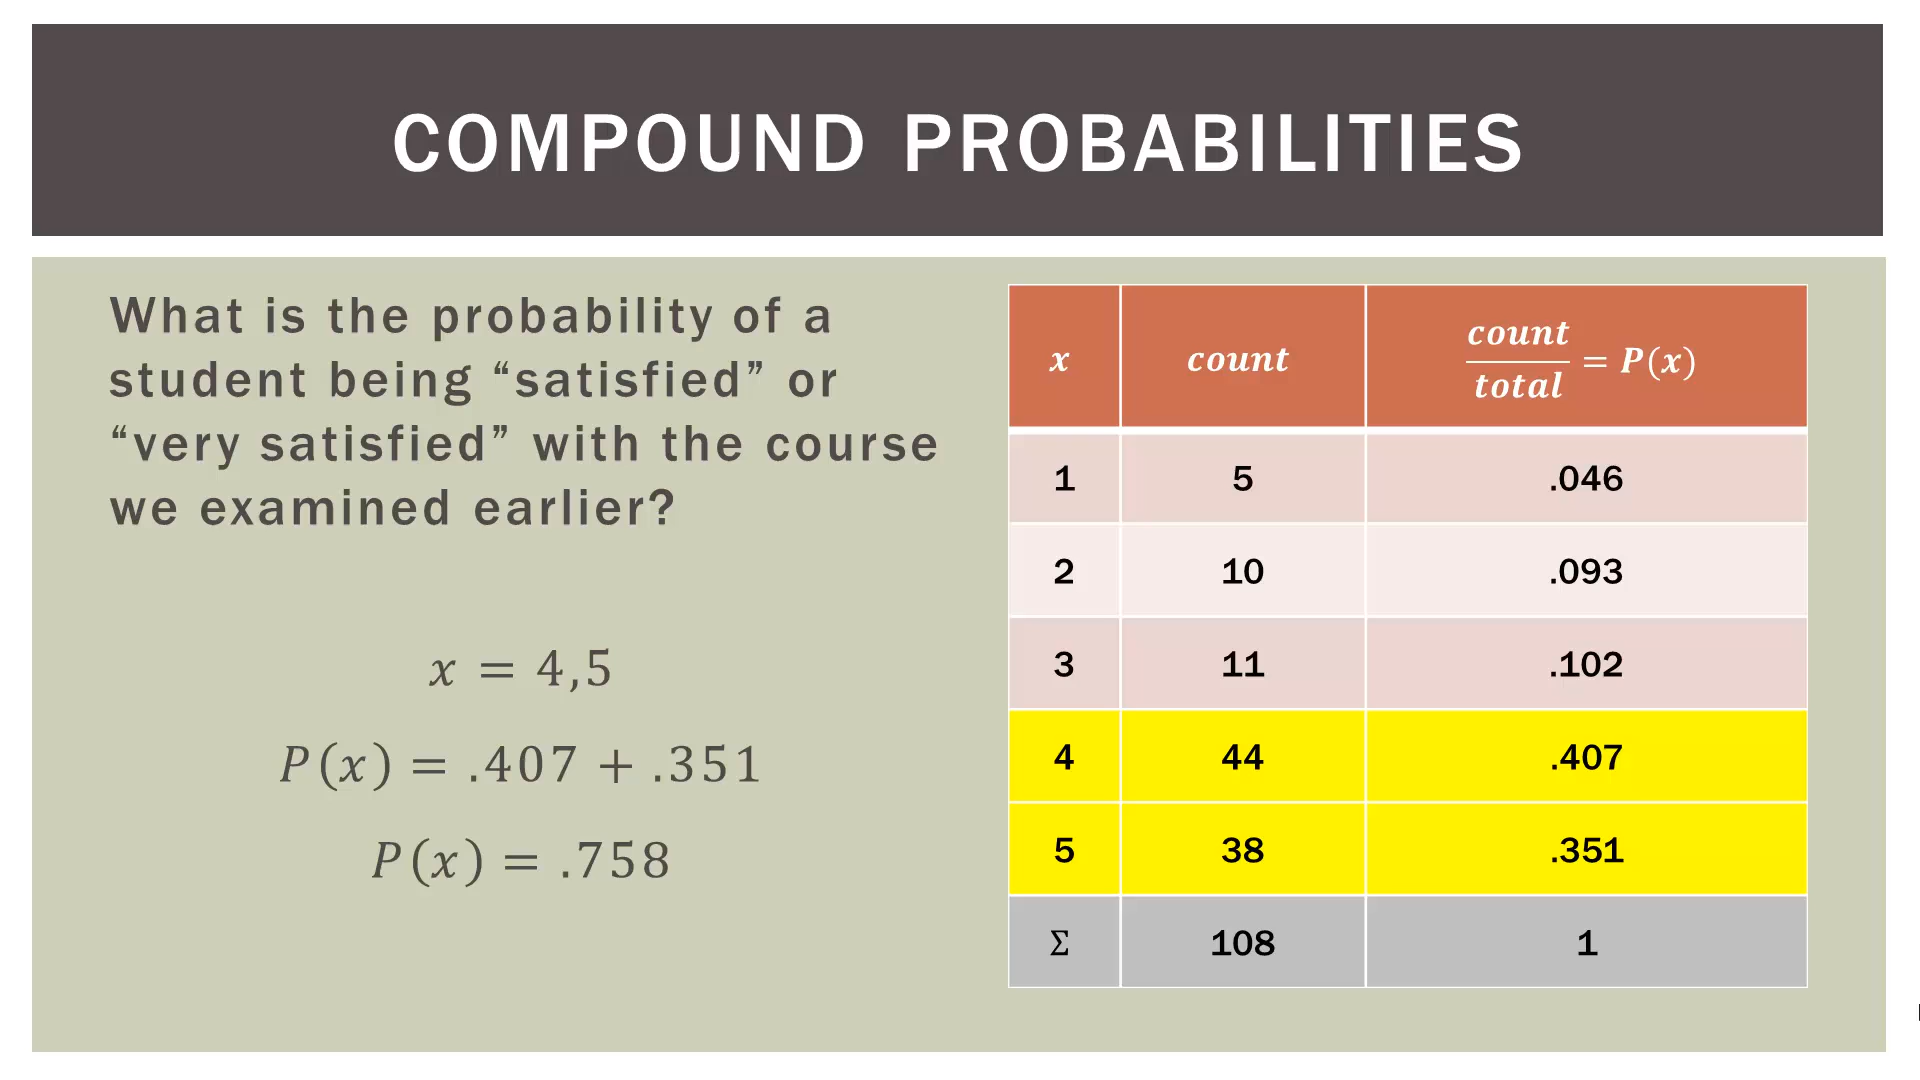 COMPOUND PROBABILITIES
What is the probability of a
student being “satisfied” or
“very satisfied” with the course
we examined earlier?
x = 4,5
P(x) = .407 + .351
P(x) = .758
x count count/total = P(x)
1 5 .046
2 10 .093
3 11 .102
4 44 .407
5 38 .351
Σ 108 1